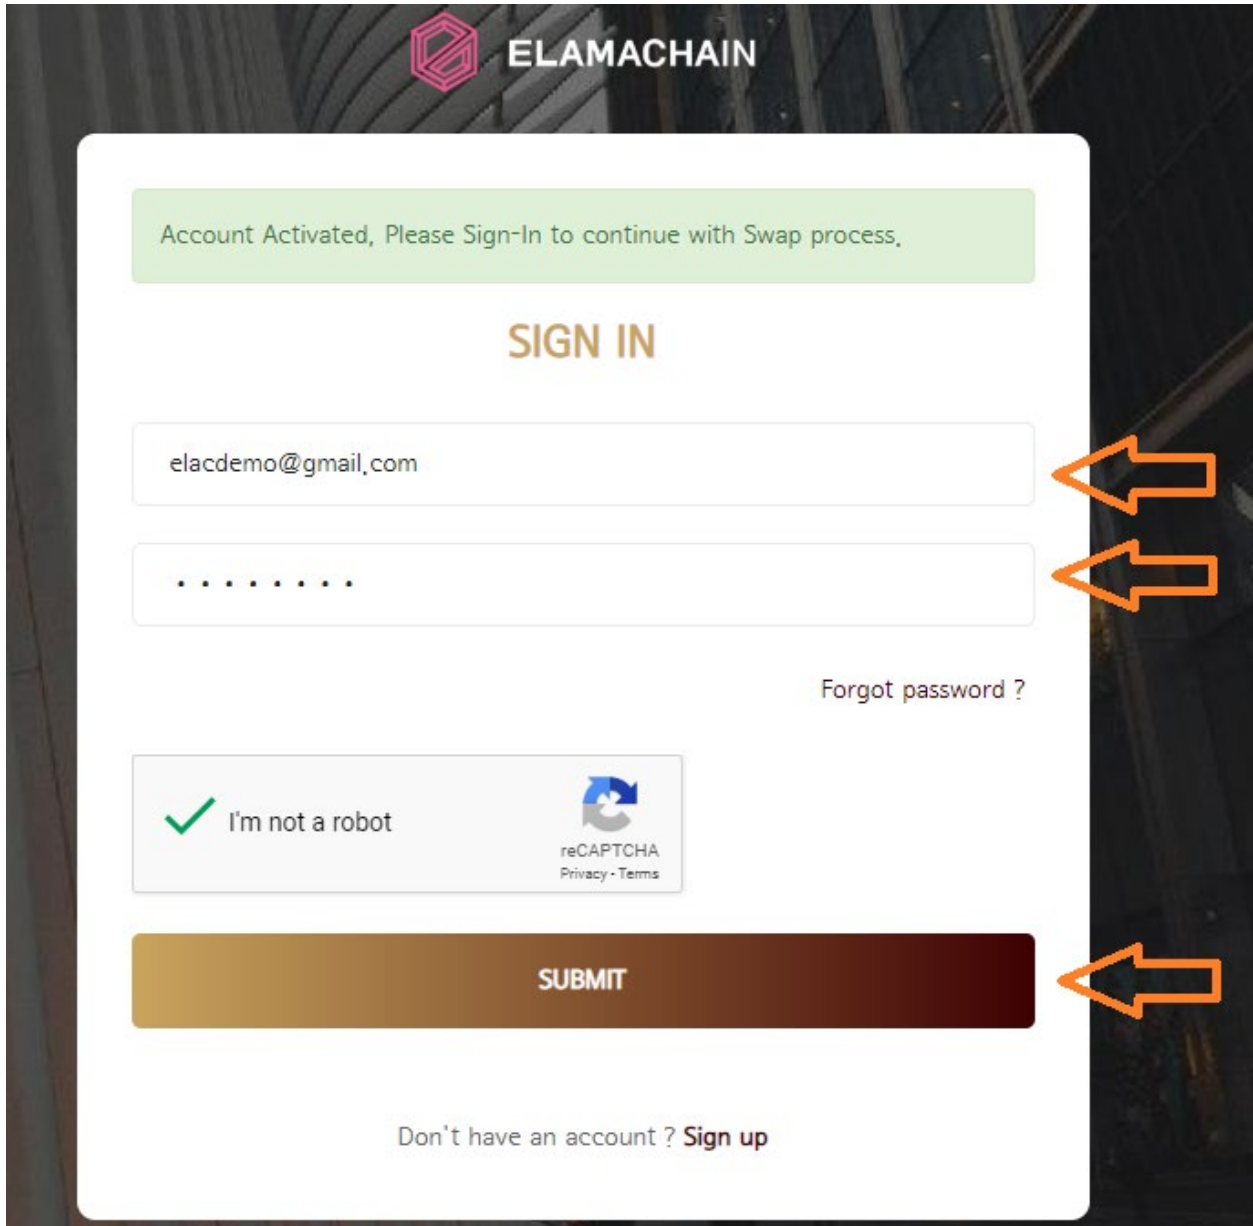 ELAMACHAIN
Account Activated, Please Sign-In to continue with Swap process.
SIGN IN
elacdemo@gmail.com
........
Forgot password ?
I'm not a robot
reCAPTCHA
Privacy - Terms
SUBMIT
Don't have an account ? Sign up